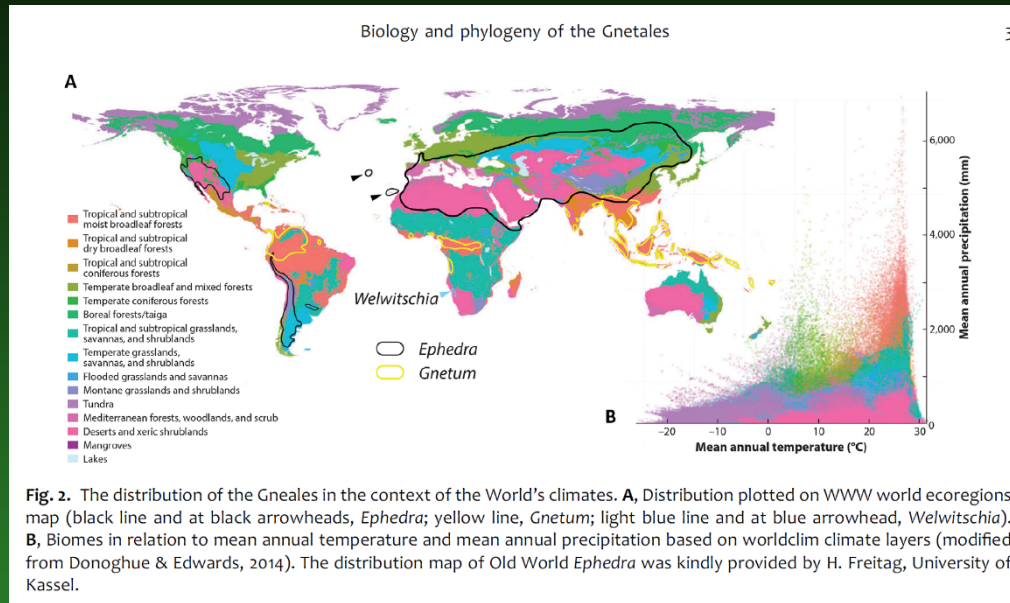 Biology and phylogeny of the Gnetales
3
A
Tropical and subtropical
moist broadleaf forests
Tropical and subtropical
dry broadleaf forests
Tropical and subtropical
coniferous forests
Temperate broadleaf and mixed forests
Temperate coniferous forests
Boreal forests/taiga
Tropical and subtropical grasslands,
savannas, and shrublands
Temperate grasslands,
savannas, and shrublands
Flooded grasslands and savannas
Montane grasslands and shrublands
Tundra
Mediterranean forests, woodlands, and scrub
Deserts and xeric shrublands
Mangroves
Lakes
Welwitschia
Ephedra
Gnetum
B
6,000
4,000
2,000
0
Mean annual precipitation (mm)
−20 −10 0 10 20 30
Mean annual temperature (°C)
Fig. 2. The distribution of the Gneales in the context of the World's climates. A, Distribution plotted on WWW world ecoregions
map (black line and at black arrowheads, Ephedra; yellow line, Gnetum; light blue line and at blue arrowhead, Welwitschia).
B, Biomes in relation to mean annual temperature and mean annual precipitation based on worldclim climate layers (modified
from Donoghue & Edwards, 2014). The distribution map of Old World Ephedra was kindly provided by H. Freitag, University of
Kassel.